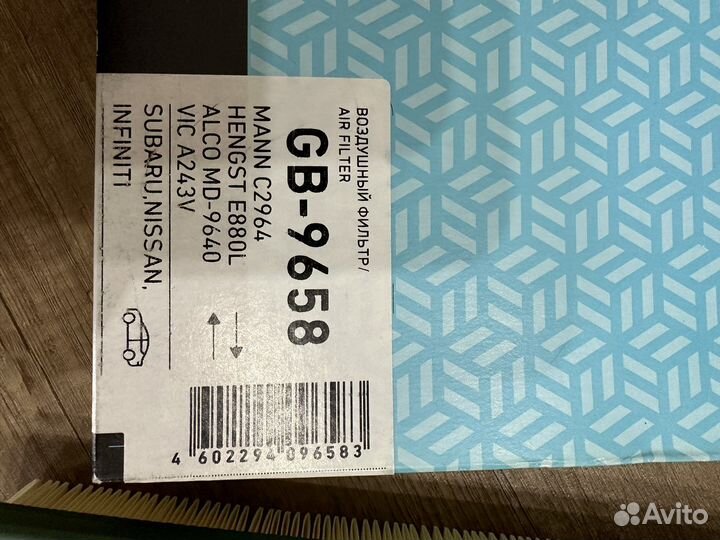 ВОЗДУШНЫЙ ФИЛЬТР/
AIR FILTER
GB-9658
MANN C2964
HENGST E880L
ALCO MD-9640
VIC A243V
SUBARU, NISSAN,
INFINITI
4 602294 096583
Avito